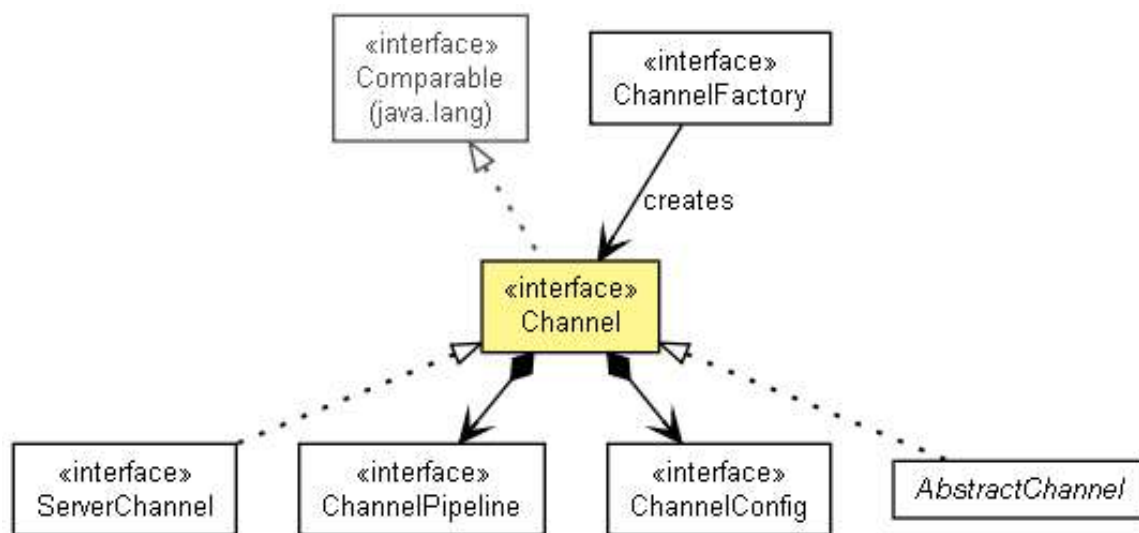 «interface»
Comparable
(java.lang)
«interface»
ChannelFactory
creates
«interface»
Channel
«interface»
ServerChannel
«interface»
ChannelPipeline
«interface»
ChannelConfig
AbstractChannel